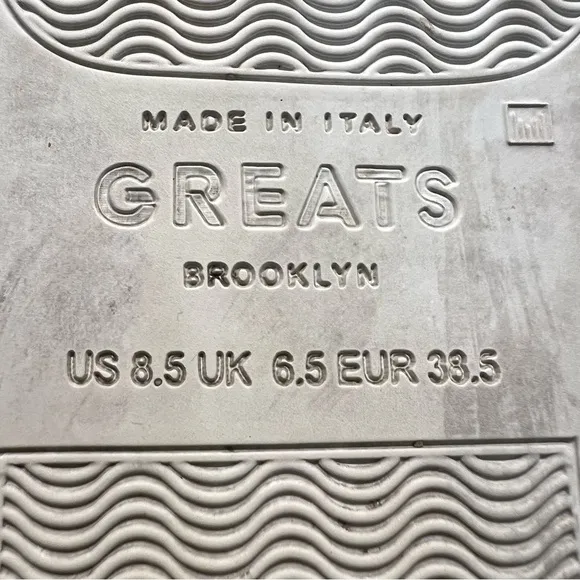 MADE IN ITALY
GREATS
BROOKLYN
US 8.5 UK 6.5 EUR 38.5